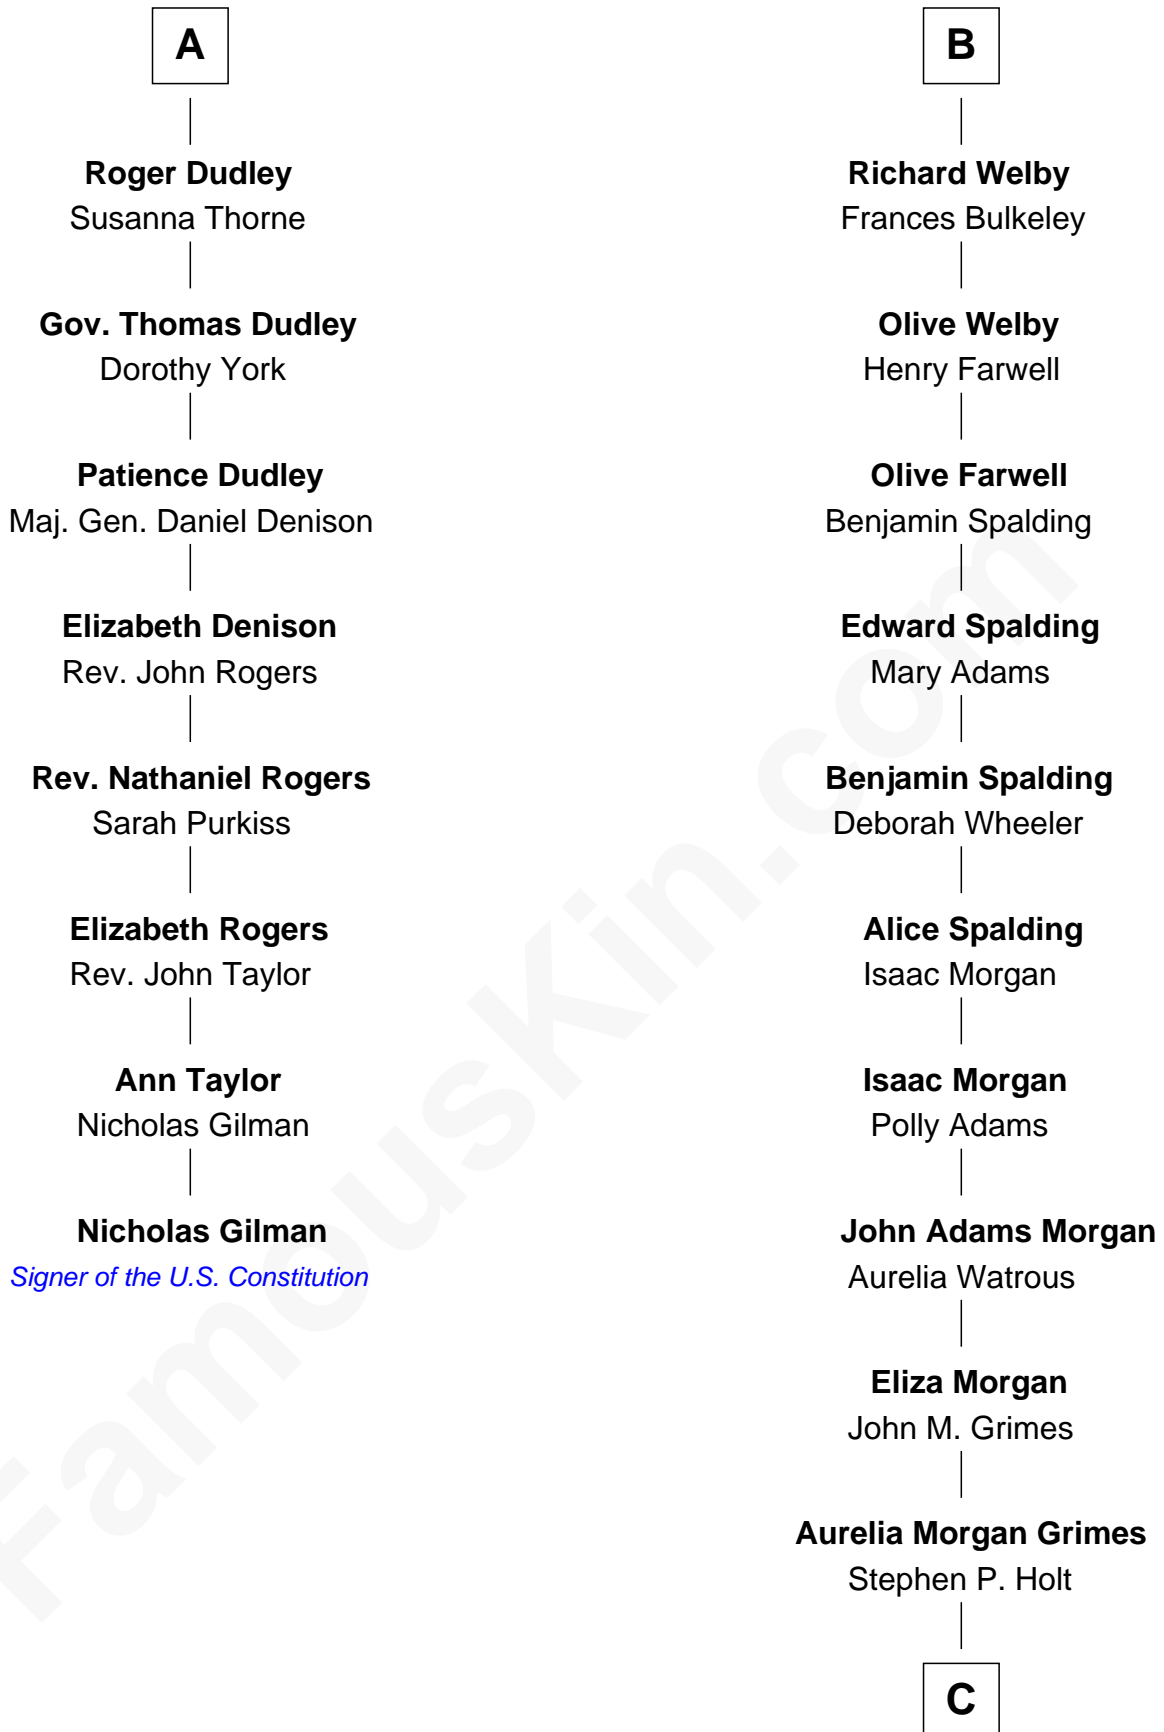 A
Roger Dudley
Susanna Thorne
Gov. Thomas Dudley
Dorothy York
Patience Dudley
Maj. Gen. Daniel Denison
Elizabeth Denison
Rev. John Rogers
Rev. Nathaniel Rogers
Sarah Purkiss
Elizabeth Rogers
Rev. John Taylor
Ann Taylor
Nicholas Gilman
Nicholas Gilman
Signer of the U.S. Constitution
B
Richard Welby
Frances Bulkeley
Olive Welby
Henry Farwell
Olive Farwell
Benjamin Spalding
Edward Spalding
Mary Adams
Benjamin Spalding
Deborah Wheeler
Alice Spalding
Isaac Morgan
Isaac Morgan
Polly Adams
John Adams Morgan
Aurelia Watrous
Eliza Morgan
John M. Grimes
Aurelia Morgan Grimes
Stephen P. Holt
C
FamousKin.com